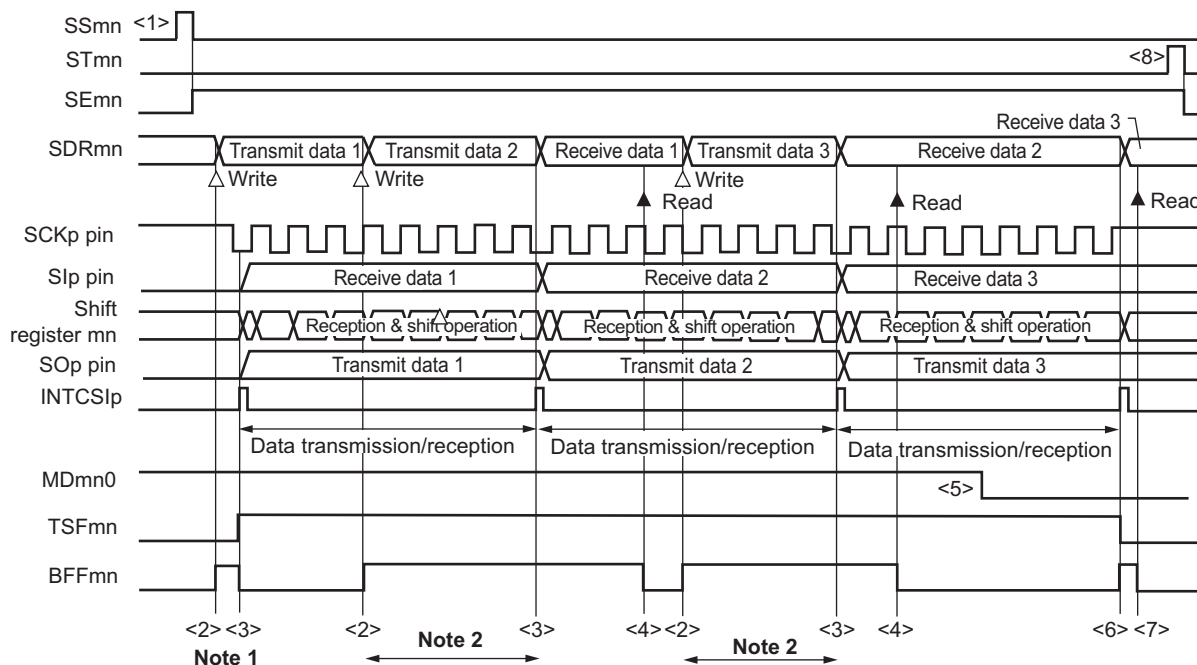 SSmn <1>
STmn <8>
SEmn
Receive data 3
SDRmn Transmit data 1 Transmit data 2 Receive data 1 Transmit data 3 Receive data 2
Write Write Write
Read Read Read
SCKp pin
SIp pin Receive data 1 Receive data 2 Receive data 3
Shift
register mn Reception & shift operation Reception & shift operation Reception & shift operation
SOp pin Transmit data 1 Transmit data 2 Transmit data 3
INTCSIp
Data transmission/reception Data transmission/reception Data transmission/reception
MDmn0 <5>
TSFmn
BFFmn
<2> <3> <2> <3> <4> <2> <3> <4> <6> <7>
Note 1 Note 2 Note 2